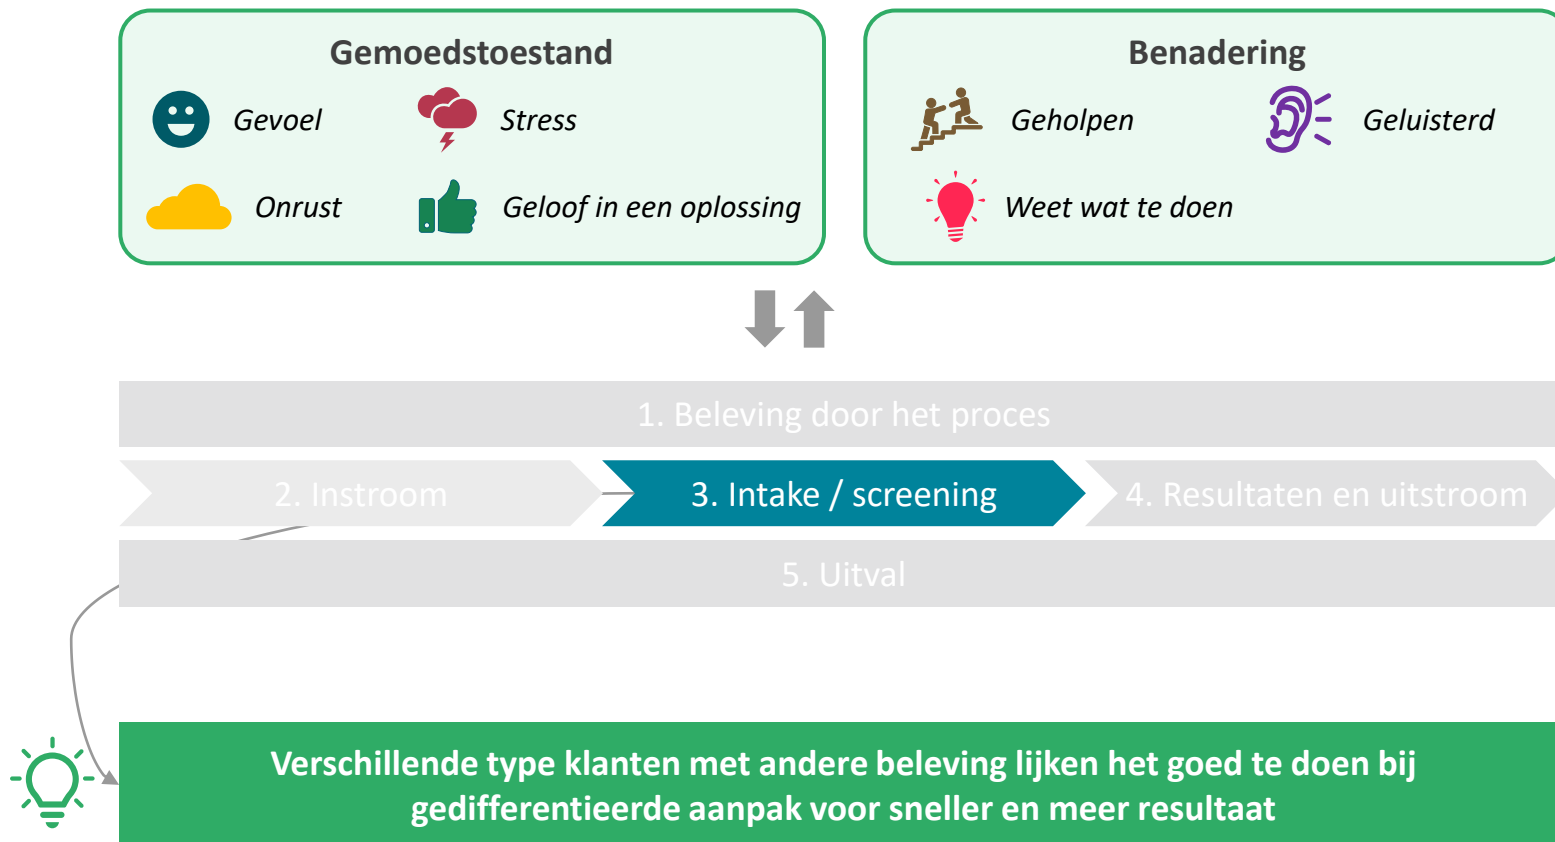 Gemoedstoestand
Gevoel
Stress
Onrust
Geloof in een oplossing
Benadering
Geholpen
Geluisterd
Weet wat te doen
1. Beleving door het proces
2. Instroom
3. Intake / screening
4. Resultaten en uitstroom
5. Uitval
Verschillende type klanten met andere beleving lijken het goed te doen bij
gedifferentieerde aanpak voor sneller en meer resultaat